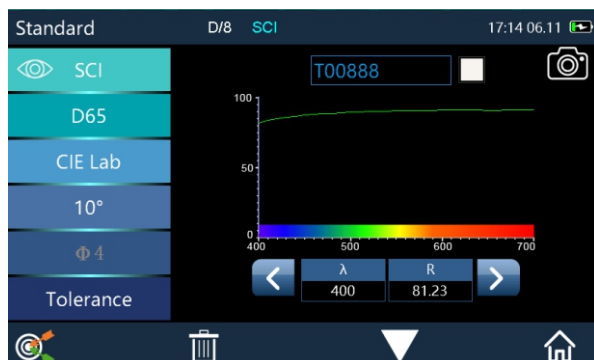 Standard D/8 SCI 17:14 06.11
SCI
T00888
D65
CIE Lab
10°
Φ4
Tolerance
100
50
0
400 500 600 700
λ R
400 81.23